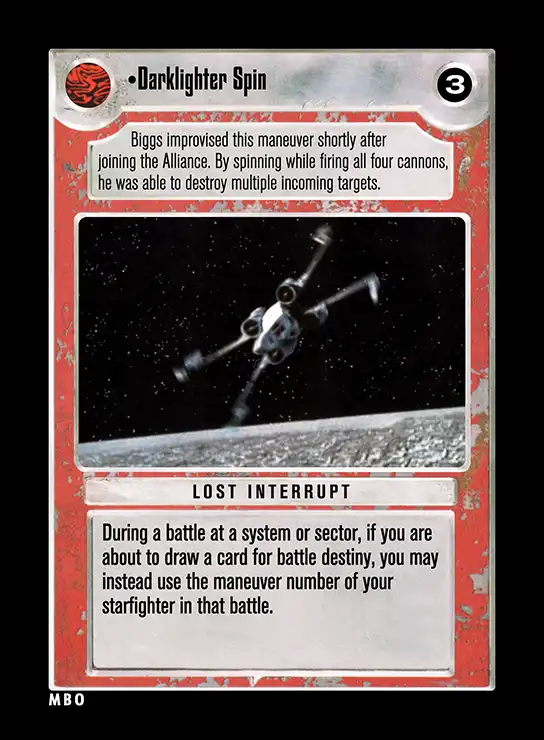 •Darklighter Spin
3
Biggs improvised this maneuver shortly after
joining the Alliance. By spinning while firing all four cannons,
he was able to destroy multiple incoming targets.
LOST INTERRUPT
During a battle at a system or sector, if you are
about to draw a card for battle destiny, you may
instead use the maneuver number of your
starfighter in that battle.
MBO